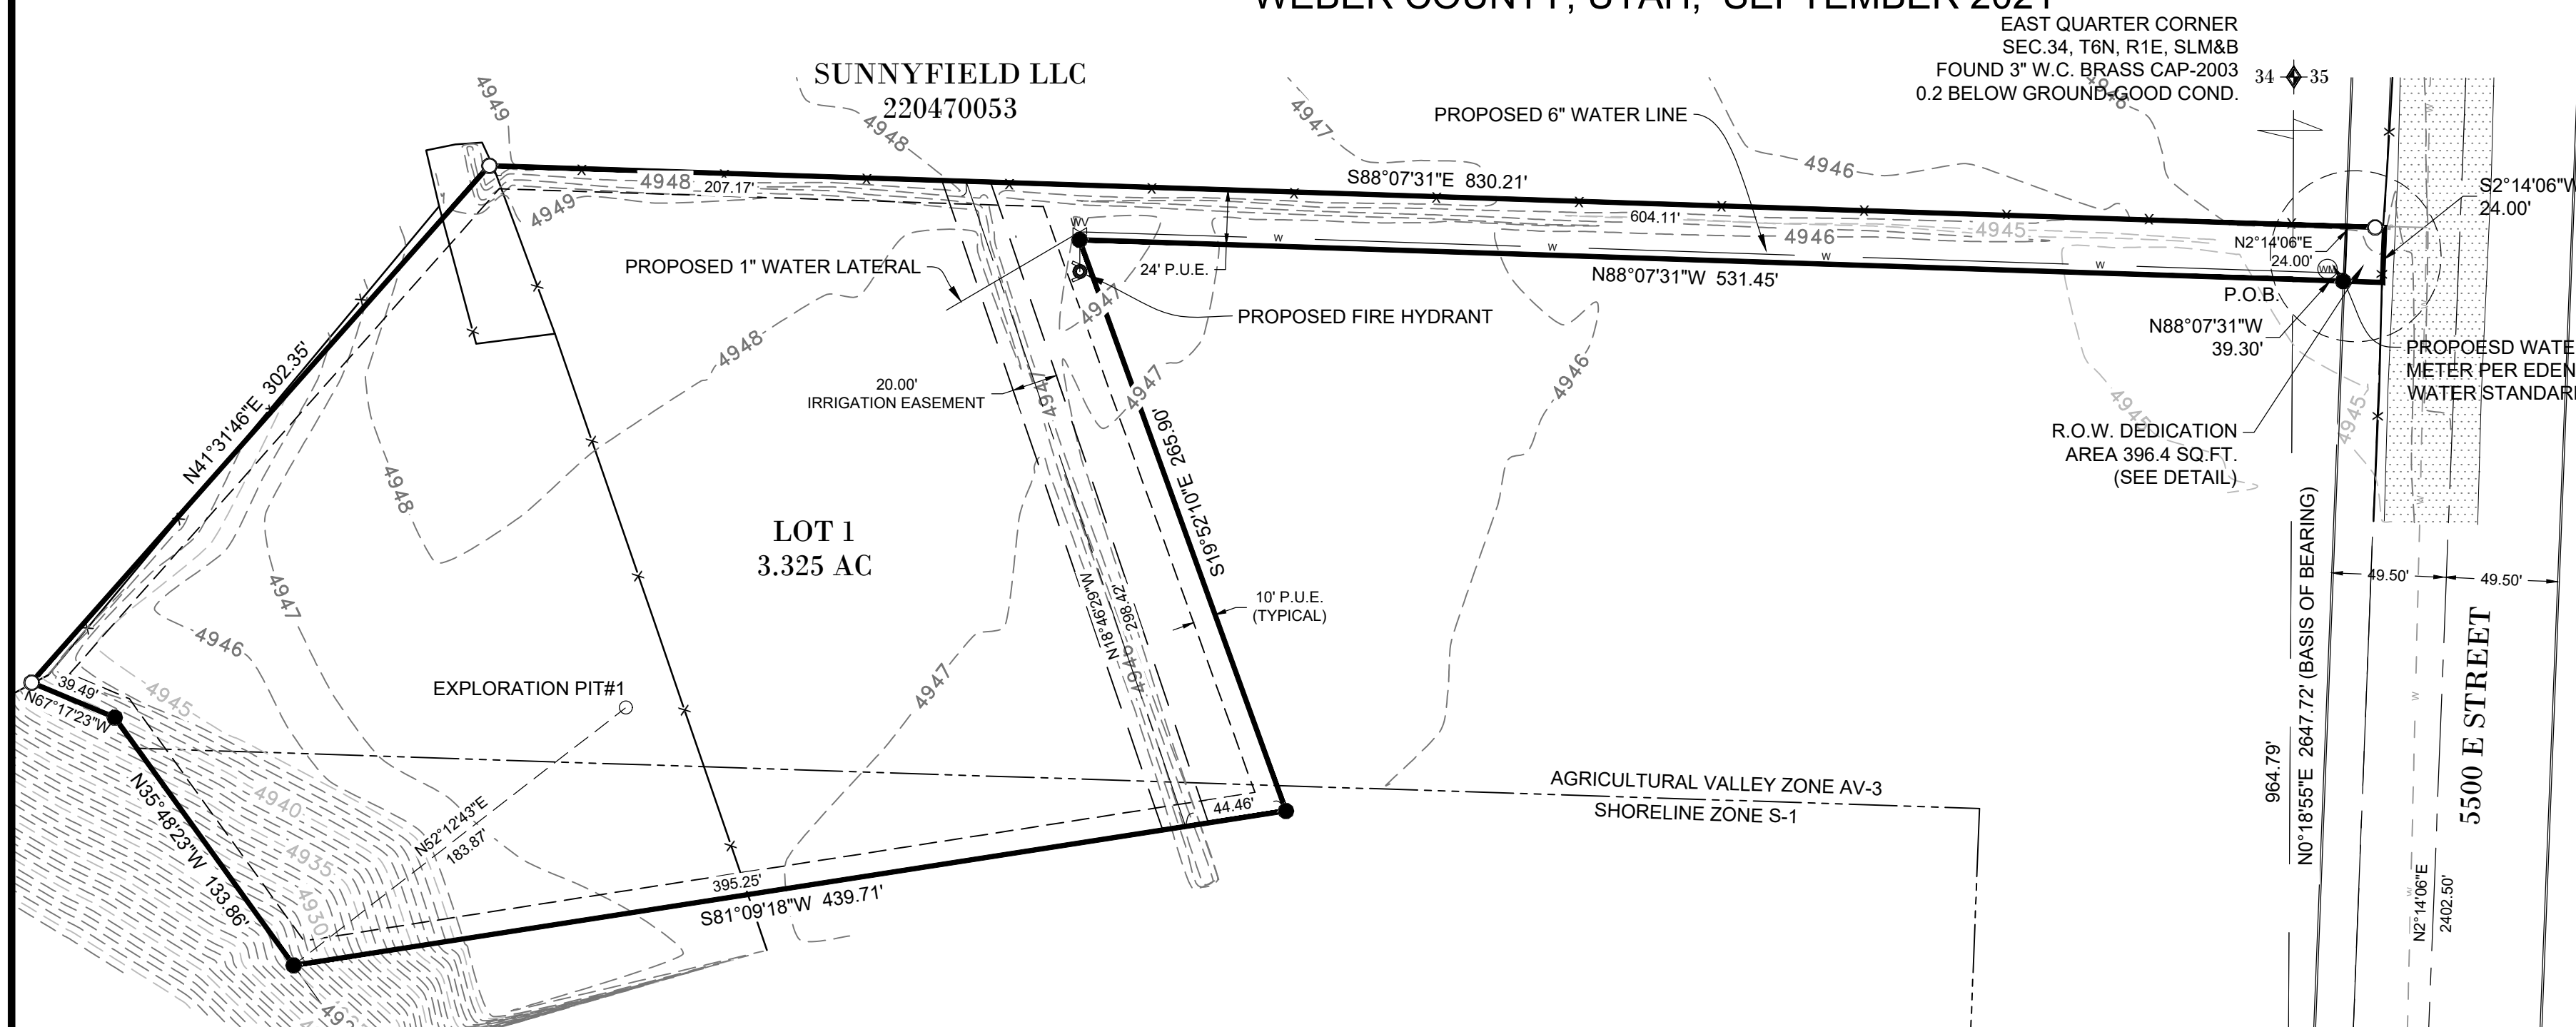 WEBER COUNTY, UTAH, SEPTEMBER 2021
EAST QUARTER CORNER
SEC.34, T6N, R1E, SLM&B
FOUND 3" W.C. BRASS CAP-2003
0.2 BELOW GROUND-GOOD COND.
34 35
SUNNYFIELD LLC
220470053
4949
4948
4947
4946
4946
PROPOSED 6" WATER LINE
S88°07'31"E 830.21'
4948
207.17'
4949
604.11'
4946
4945
S2°14'06"W
24.00'
N2°14'06"E
24.00'
WV
W
W
W
W
WM
PROPOSED 1" WATER LATERAL
24' P.U.E.
N88°07'31"W 531.45'
P.O.B.
PROPOSED FIRE HYDRANT
N88°07'31"W
39.30'
PROPOESD WATE
METER PER EDEN
WATER STANDARD
4947
4948
4947
4947
4946
4945
4945
20.00'
IRRIGATION EASEMENT
N41°31'46"E 302.35'
S19°52'10"E 265.90'
R.O.W. DEDICATION
AREA 396.4 SQ.FT.
(SEE DETAIL)
4948
LOT 1
3.325 AC
10' P.U.E.
(TYPICAL)
N18°46'29"W 298.42'
4946
49.50'
49.50'
4947
4946
4947
EXPLORATION PIT#1
39.49'
N67°17'23"W
4945
4940
4935
4930
N35°48'23"W 133.86'
N52°12'43"E
183.87'
44.46'
395.25'
S81°09'18"W 439.71'
AGRICULTURAL VALLEY ZONE AV-3
SHORELINE ZONE S-1
964.79'
N0°18'55"E 2647.72' (BASIS OF BEARING)
N2°14'06"E
2402.50'
5500 E STREET